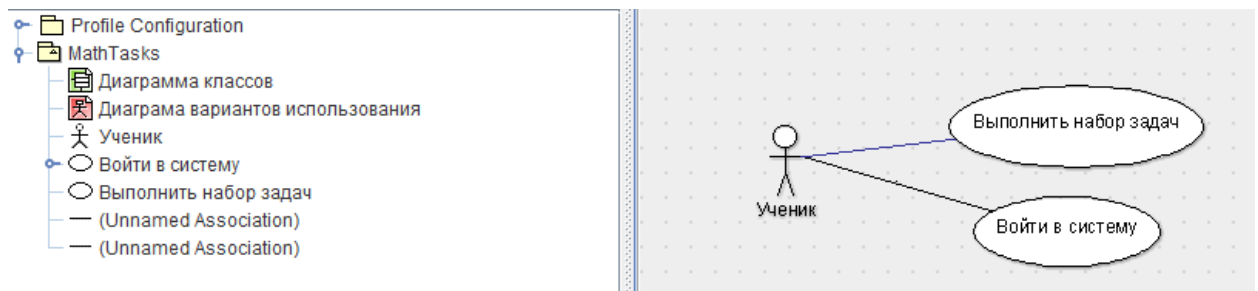 Profile Configuration
MathTasks
Диаграмма классов
Диаграма вариантов использования
Ученик
Войти в систему
Выполнить набор задач
(Unnamed Association)
(Unnamed Association)
Выполнить набор задач
Ученик
Войти в систему